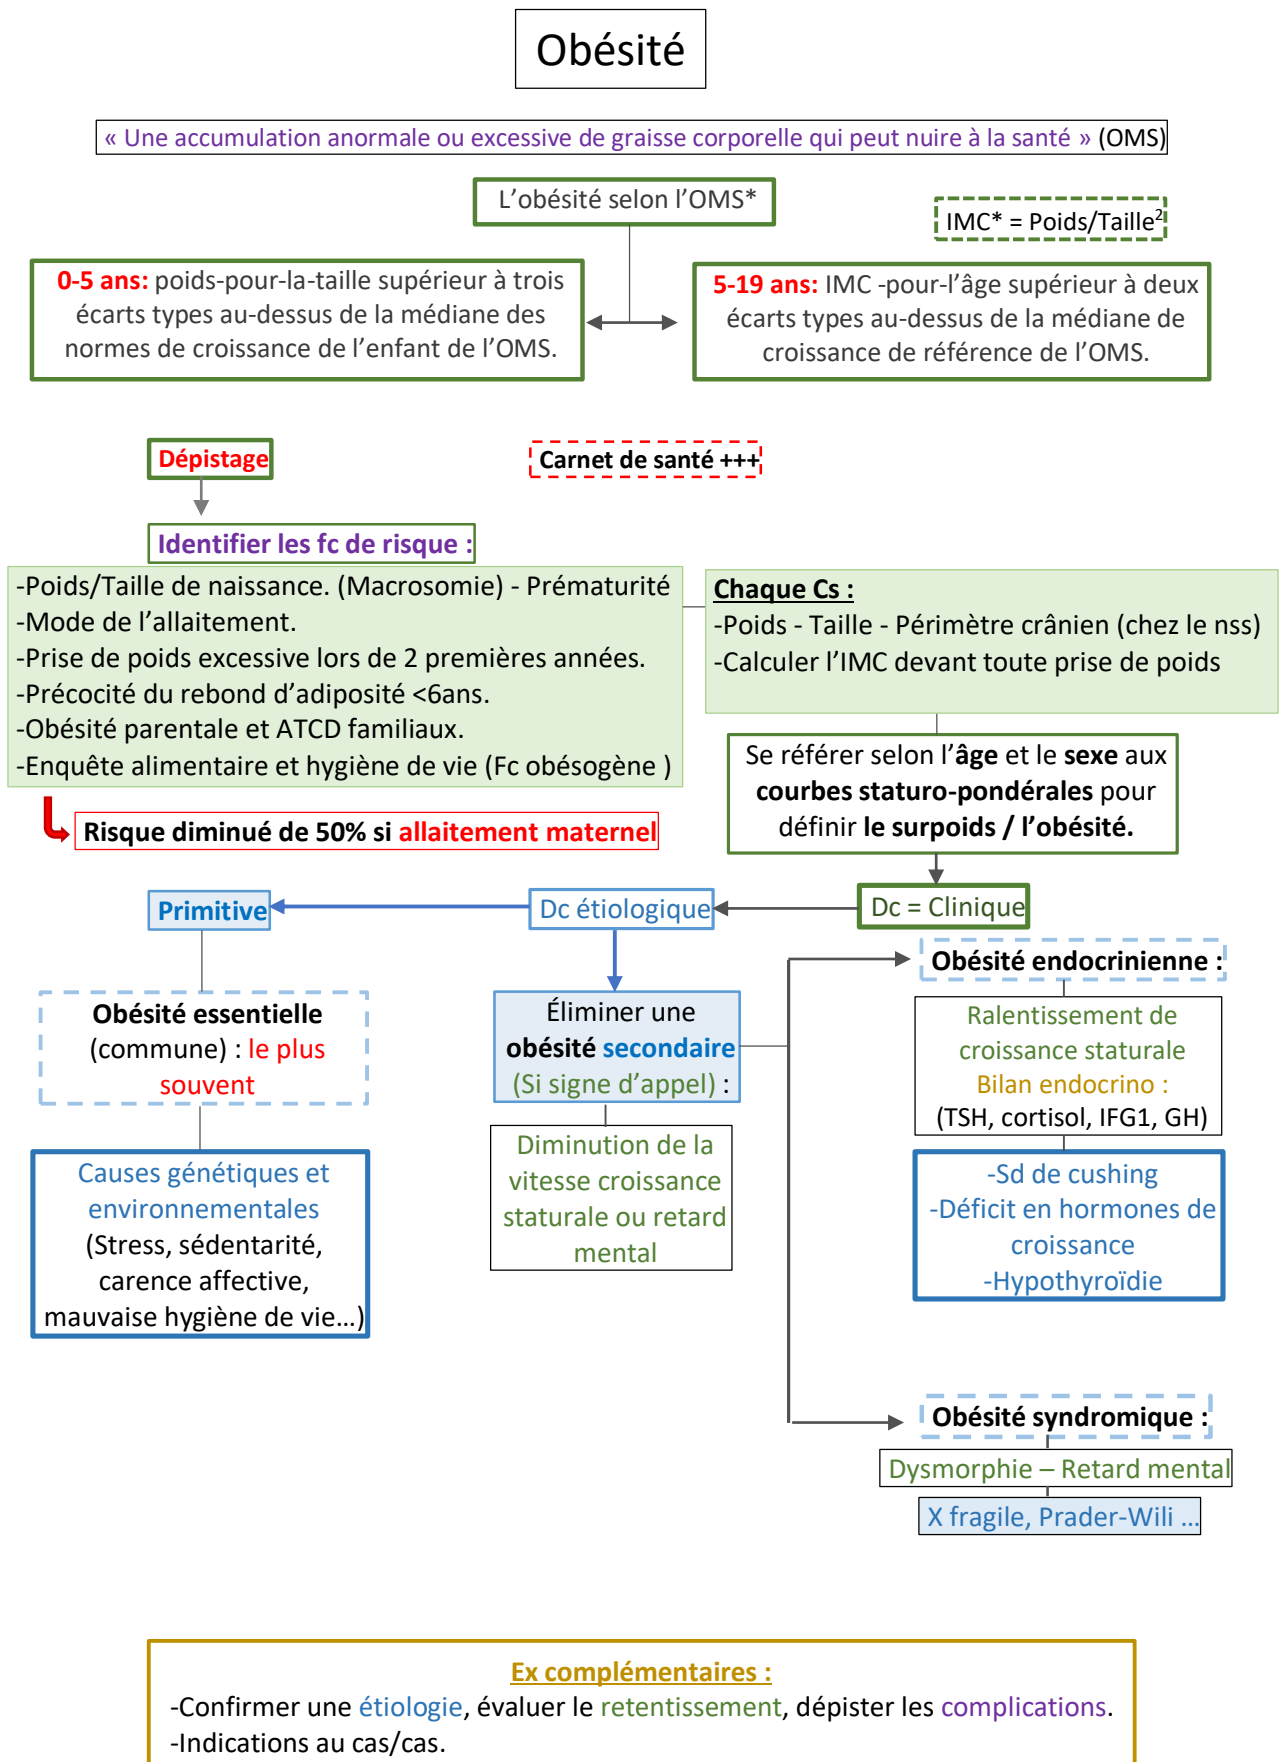 Obésité
« Une accumulation anormale ou excessive de graisse corporelle qui peut nuire à la santé » (OMS)
L’obésité selon l’OMS*
IMC* = Poids/Taille²
0-5 ans: poids-pour-la-taille supérieur à trois
écarts types au-dessus de la médiane des
normes de croissance de l’enfant de l’OMS.
5-19 ans: IMC -pour-l’âge supérieur à deux
écarts types au-dessus de la médiane de
croissance de référence de l’OMS.
Dépistage
Carnet de santé +++
Identifier les fc de risque :
-Poids/Taille de naissance. (Macrosomie) - Prématurité
-Mode de l’allaitement.
-Prise de poids excessive lors de 2 premières années.
-Précocité du rebond d’adiposité <6ans.
-Obésité parentale et ATCD familiaux.
-Enquête alimentaire et hygiène de vie (Fc obésogène )
Chaque Cs :
-Poids - Taille - Périmètre crânien (chez le nss)
-Calculer l’IMC devant toute prise de poids
Risque diminué de 50% si allaitement maternel
Se référer selon l’âge et le sexe aux
courbes staturo-pondérales pour
définir le surpoids / l’obésité.
Primitive
Dc étiologique
Dc = Clinique
Obésité essentielle
(commune) : le plus
souvent
Causes génétiques et
environnementales
(Stress, sédentarité,
carence affective,
mauvaise hygiène de vie…)
Éliminer une
obésité secondaire
(Si signe d’appel) :
Diminution de la
vitesse croissance
staturale ou retard
mental
Obésité endocrinienne :
Ralentissement de
croissance staturale
Bilan endocrino :
(TSH, cortisol, IFG1, GH)
-Sd de cushing
-Déficit en hormones de
croissance
-Hypothyroïdie
Obésité syndromique :
Dysmorphie – Retard mental
X fragile, Prader-Wili …
Ex complémentaires :
-Confirmer une étiologie, évaluer le retentissement, dépister les complications.
-Indications au cas/cas.